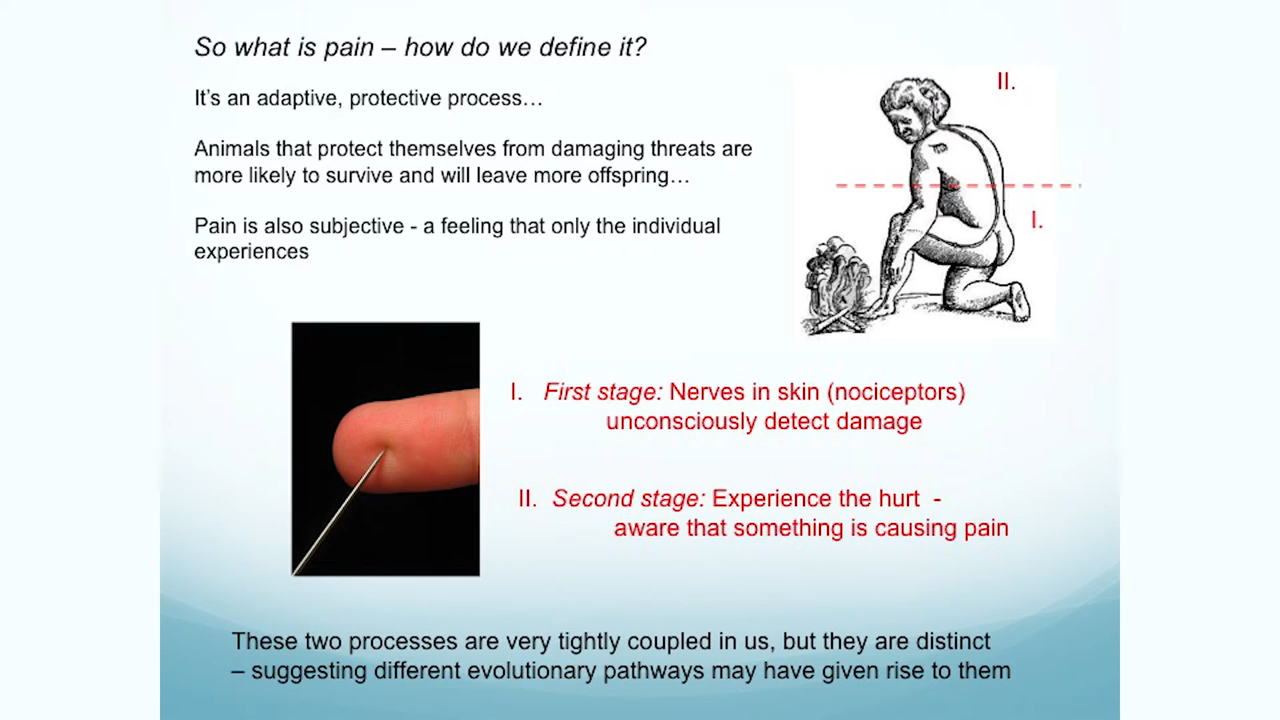 So what is pain – how do we define it?
It's an adaptive, protective process…
Animals that protect themselves from damaging threats are
more likely to survive and will leave more offspring…
Pain is also subjective - a feeling that only the individual
experiences
II.
I.
I. First stage: Nerves in skin (nociceptors)
unconsciously detect damage
II. Second stage: Experience the hurt -
aware that something is causing pain
These two processes are very tightly coupled in us, but they are distinct
– suggesting different evolutionary pathways may have given rise to them